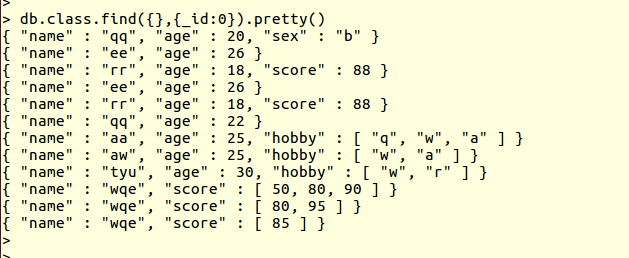 >
> db.class.find({},{_id:0}).pretty()
{ "name" : "qq", "age" : 20, "sex" : "b" }
{ "name" : "ee", "age" : 26 }
{ "name" : "rr", "age" : 18, "score" : 88 }
{ "name" : "ee", "age" : 26 }
{ "name" : "rr", "age" : 18, "score" : 88 }
{ "name" : "qq", "age" : 22 }
{ "name" : "aa", "age" : 25, "hobby" : [ "q", "w", "a" ] }
{ "name" : "aw", "age" : 25, "hobby" : [ "w", "a" ] }
{ "name" : "tyu", "age" : 30, "hobby" : [ "w", "r" ] }
{ "name" : "wqe", "score" : [ 50, 80, 90 ] }
{ "name" : "wqe", "score" : [ 80, 95 ] }
{ "name" : "wqe", "score" : [ 85 ] }
>
>